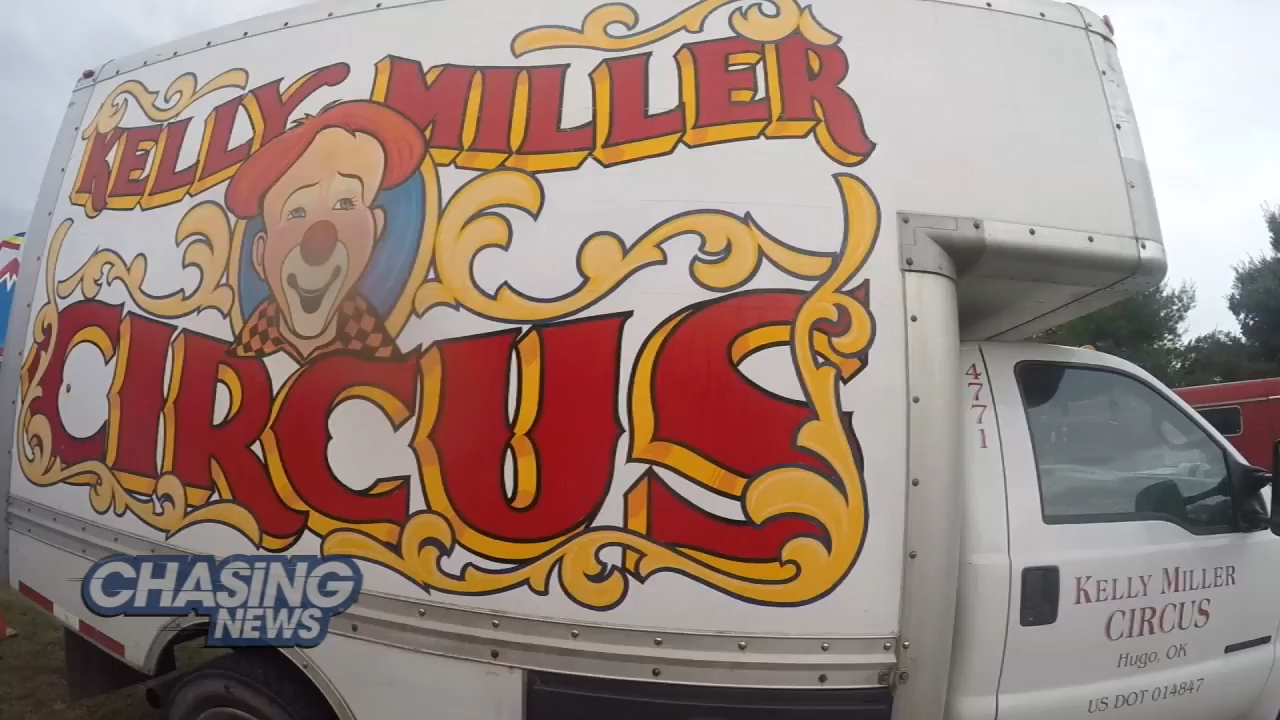 KELLY MILLER
CIRCUS
4771
KELLY MILLER
CIRCUS
Hugo, OK
US DOT 014847
CHASiNG
NEWS